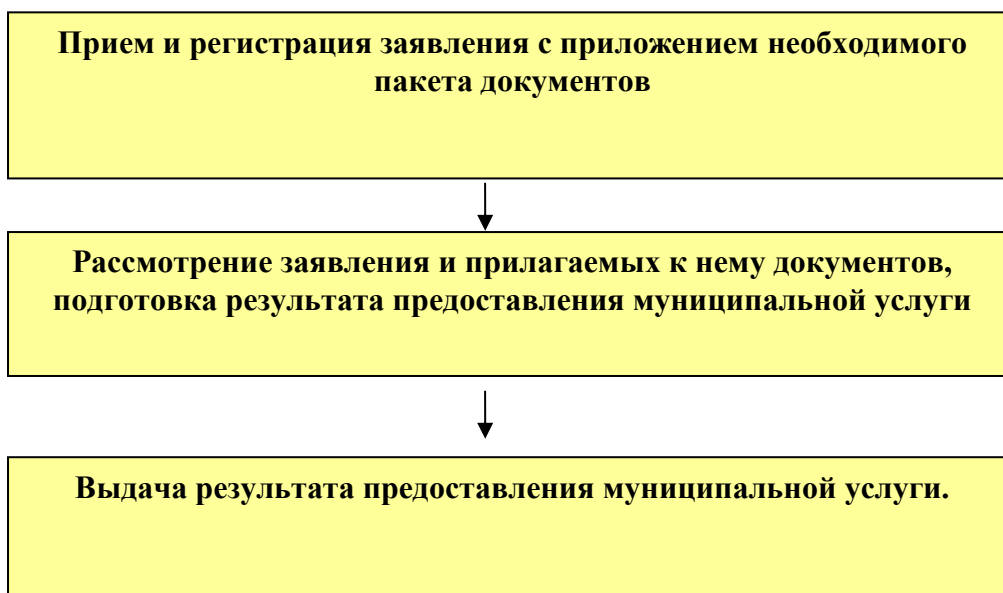 Прием и регистрация заявления с приложением необходимого
пакета документов
Рассмотрение заявления и прилагаемых к нему документов,
подготовка результата предоставления муниципальной услуги
Выдача результата предоставления муниципальной услуги.